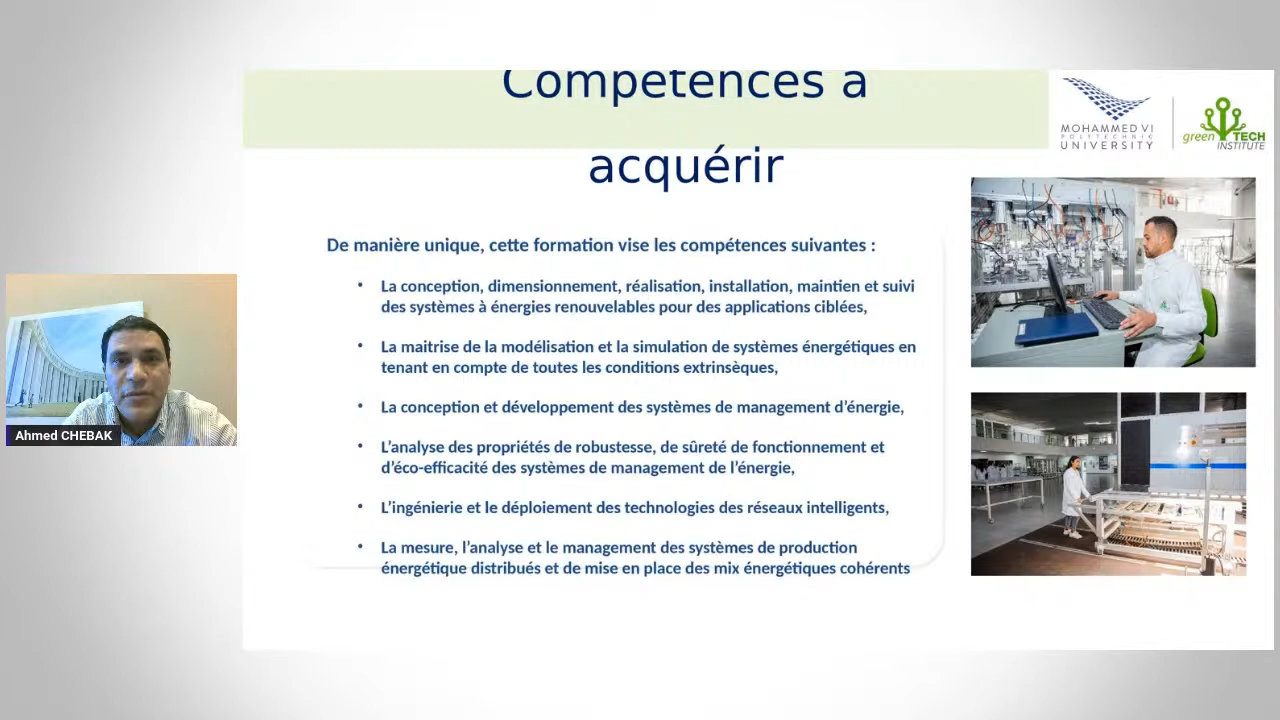 Compétences à
acquérir
MOHAMMED VI
POLYTECHNIC
UNIVERSITY
green TECH
INSTITUTE
De manière unique, cette formation vise les compétences suivantes :
• La conception, dimensionnement, réalisation, installation, maintien et suivi
des systèmes à énergies renouvelables pour des applications ciblées,
• La maitrise de la modélisation et la simulation de systèmes énergétiques en
tenant en compte de toutes les conditions extrinsèques,
• La conception et développement des systèmes de management d’énergie,
• L’analyse des propriétés de robustesse, de sûreté de fonctionnement et
d’éco-efficacité des systèmes de management de l’énergie,
• L’ingénierie et le déploiement des technologies des réseaux intelligents,
• La mesure, l’analyse et le management des systèmes de production
énergétique distribués et de mise en place des mix énergétiques cohérents
Ahmed CHEBAK